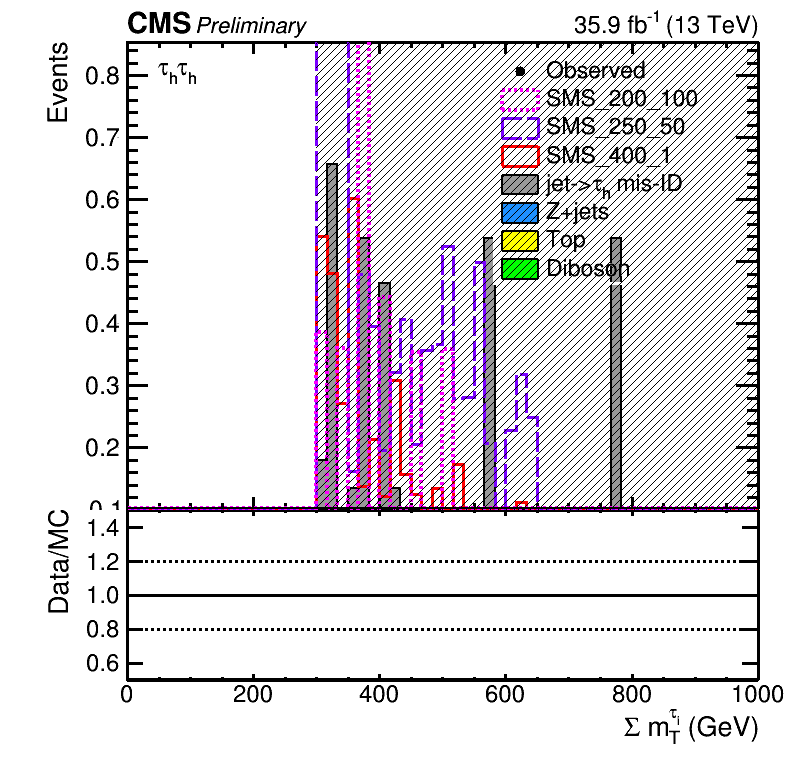 CMS Preliminary 35.9 fb⁻¹ (13 TeV)
Events
τhτh
Observed
SMS_200_100
SMS_250_50
SMS_400_1
jet->τh mis-ID
Z+jets
Top
Diboson
0.8
0.7
0.6
0.5
0.4
0.3
0.2
0.1
Data/MC
1.4
1.2
1.0
0.8
0.6
0 200 400 600 800 1000
Σ mT^τi (GeV)